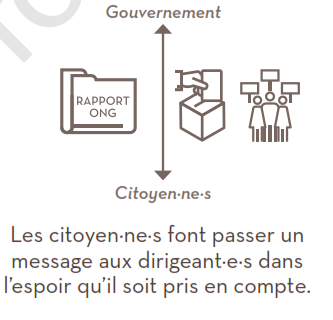 Gouvernement
RAPPORT
ONG
Citoyen·ne·s
Les citoyen·ne·s font passer un
message aux dirigeant·e·s dans
l'espoir qu'il soit pris en compte.